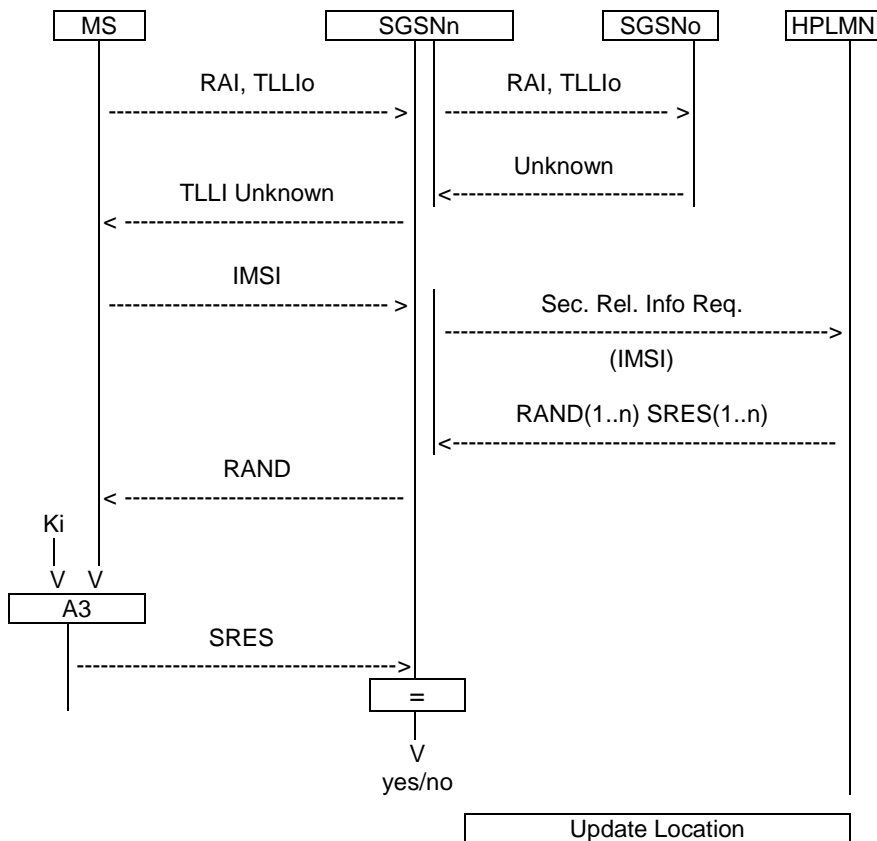 MS SGSNn SGSNo HPLMN
RAI, TLLIo RAI, TLLIo
------------------------------------ > -------------------------------- >
Unknown
<-------------------------------
TLLI Unknown
< ------------------------------------
IMSI
------------------------------------ >
Sec. Rel. Info Req.
-------------------------------------------------->
(IMSI)
RAND(1..n) SRES(1..n)
<--------------------------------------------------
RAND
< ------------------------------------
Ki
V V
A3
SRES
----------------------------------------->
=
V
yes/no
Update Location